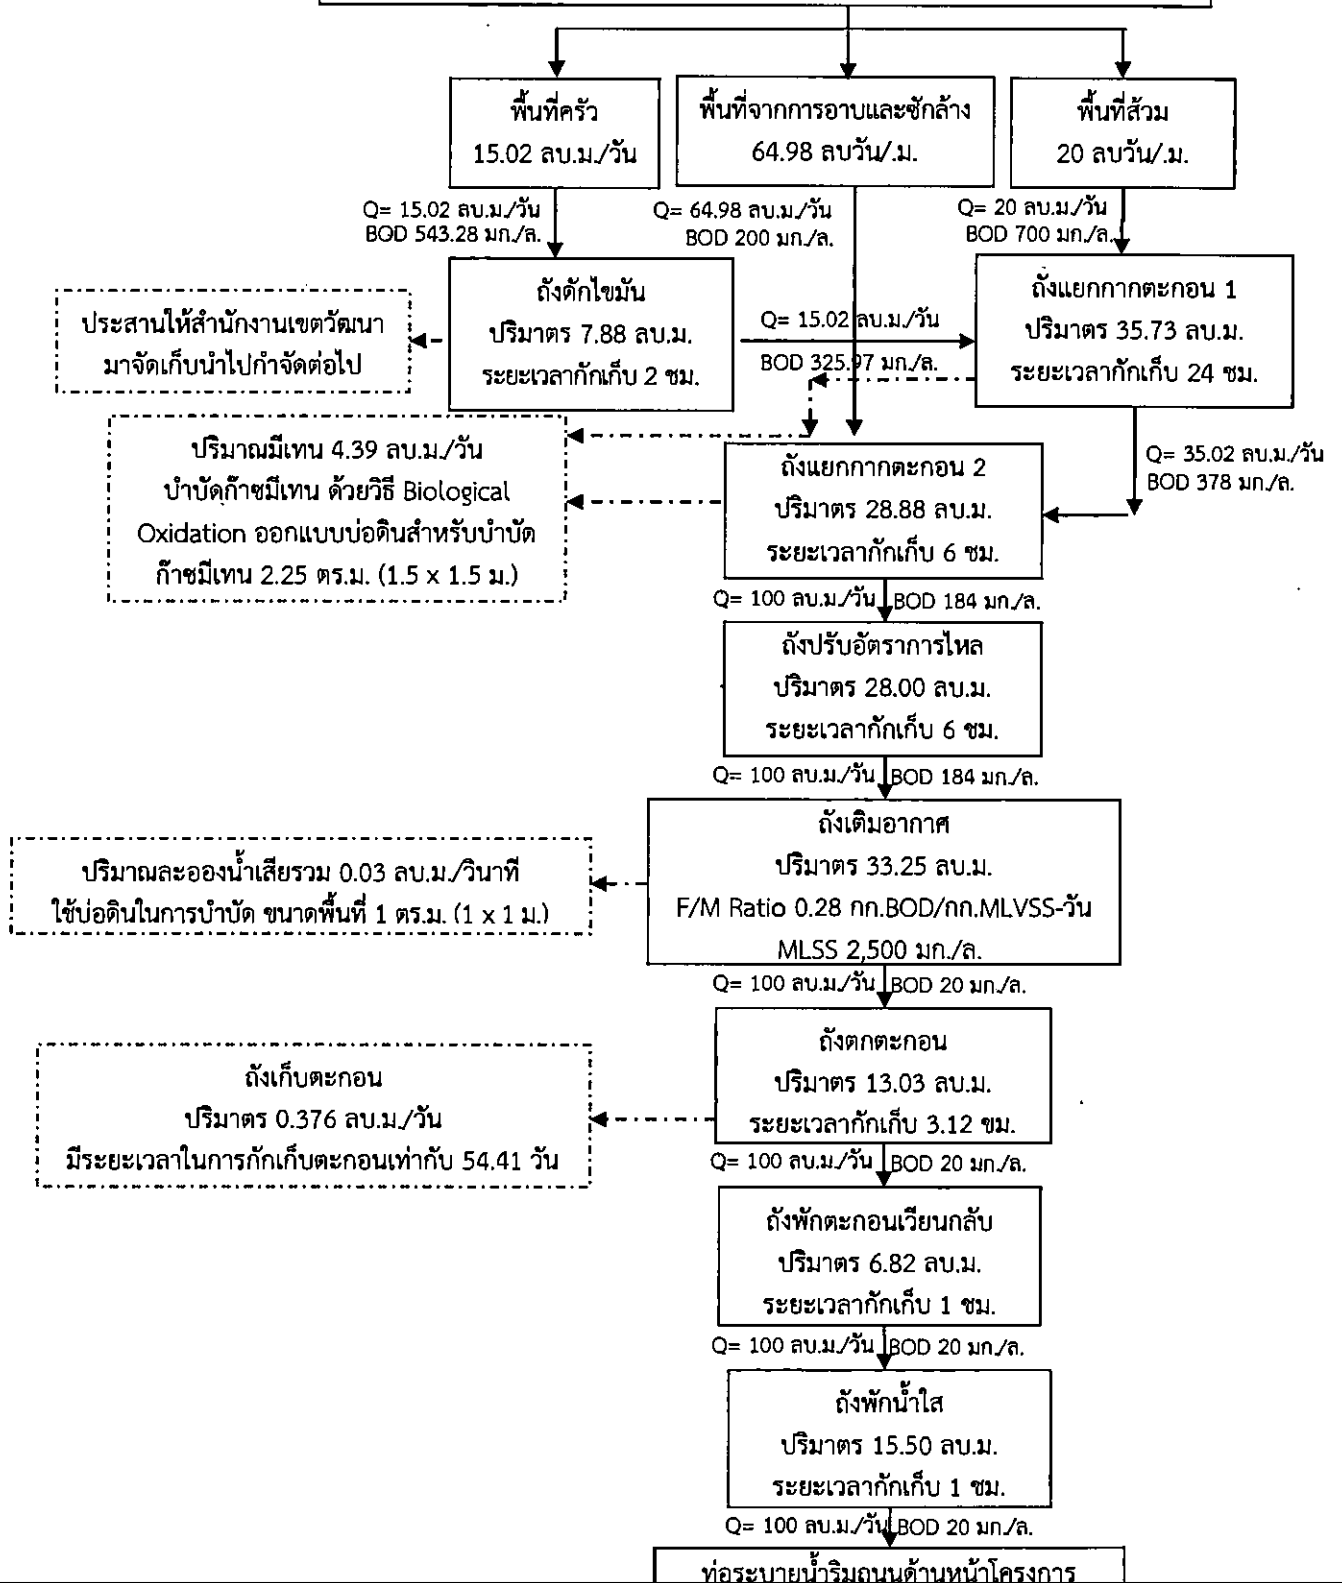 พื้นที่ครัว
15.02 ลบ.ม./วัน
พื้นที่จากการอาบและซักล้าง
64.98 ลบวัน/.ม.
พื้นที่ส้วม
20 ลบวัน/.ม.
Q= 15.02 ลบ.ม./วัน
BOD 543.28 มก./ล.
Q= 64.98 ลบ.ม./วัน
BOD 200 มก./ล.
Q= 20 ลบ.ม./วัน
BOD 700 มก./ล.
ประสานให้สำนักงานเขตวัฒนา
มาจัดเก็บนำไปกำจัดต่อไป
ถังดักไขมัน
ปริมาตร 7.88 ลบ.ม.
ระยะเวลากักเก็บ 2 ชม.
Q= 15.02 ลบ.ม./วัน
BOD 325.97 มก./ล.
ถังแยกกากตะกอน 1
ปริมาตร 35.73 ลบ.ม.
ระยะเวลากักเก็บ 24 ชม.
Q= 35.02 ลบ.ม./วัน
BOD 378 มก./ล.
ปริมาณมีเทน 4.39 ลบ.ม./วัน
บำบัดก๊าซมีเทน ด้วยวิธี Biological
Oxidation ออกแบบบ่อดินสำหรับบำบัด
ก๊าซมีเทน 2.25 ตร.ม. (1.5 x 1.5 ม.)
ถังแยกกากตะกอน 2
ปริมาตร 28.88 ลบ.ม.
ระยะเวลากักเก็บ 6 ชม.
Q= 100 ลบ.ม./วัน BOD 184 มก./ล.
ถังปรับอัตราการไหล
ปริมาตร 28.00 ลบ.ม.
ระยะเวลากักเก็บ 6 ชม.
Q= 100 ลบ.ม./วัน BOD 184 มก./ล.
ถังเติมอากาศ
ปริมาตร 33.25 ลบ.ม.
F/M Ratio 0.28 กก.BOD/กก.MLVSS-วัน
MLSS 2,500 มก./ล.
ปริมาณละอองน้ำเสียรวม 0.03 ลบ.ม./วินาที
ใช้บ่อดินในการบำบัด ขนาดพื้นที่ 1 ตร.ม. (1 x 1 ม.)
Q= 100 ลบ.ม./วัน BOD 20 มก./ล.
ถังตกตะกอน
ปริมาตร 13.03 ลบ.ม.
ระยะเวลากักเก็บ 3.12 ชม.
ถังเก็บตะกอน
ปริมาตร 0.376 ลบ.ม./วัน
มีระยะเวลาในการกักเก็บตะกอนเท่ากับ 54.41 วัน
Q= 100 ลบ.ม./วัน BOD 20 มก./ล.
ถังพักตะกอนเวียนกลับ
ปริมาตร 6.82 ลบ.ม.
ระยะเวลากักเก็บ 1 ชม.
Q= 100 ลบ.ม./วัน BOD 20 มก./ล.
ถังพักน้ำใส
ปริมาตร 15.50 ลบ.ม.
ระยะเวลากักเก็บ 1 ชม.
Q= 100 ลบ.ม./วัน BOD 20 มก./ล.
ท่อระบายน้ำริมถนนด้านหน้าโครงการ